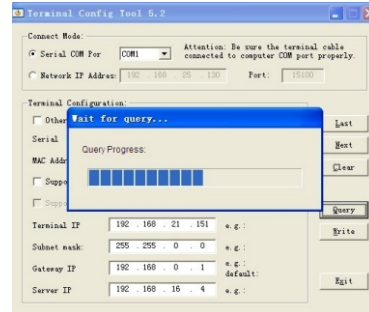 Terminal Config Tool 5.2
Connect Mode:
Serial COM Por COM1 Attention: Be sure the terminal cable
connected to computer COM port properly.
Network IP Addres: 192 . 168 . 25 . 130 Port: 15100
Terminal Configuration:
Other
Wait for query...
Last
Serial
Query Progress:
Next
MAC Addr
Clear
Suppo
Suppo
Query
Terminal IP 192 . 168 . 21 . 151 e.g.:
Write
Subnet mask: 255 . 255 . 0 . 0 e.g.:
Gateway IP 192 . 168 . 0 . 1 e.g.:
default:
Exit
Server IP 192 . 168 . 16 . 4 e.g.: